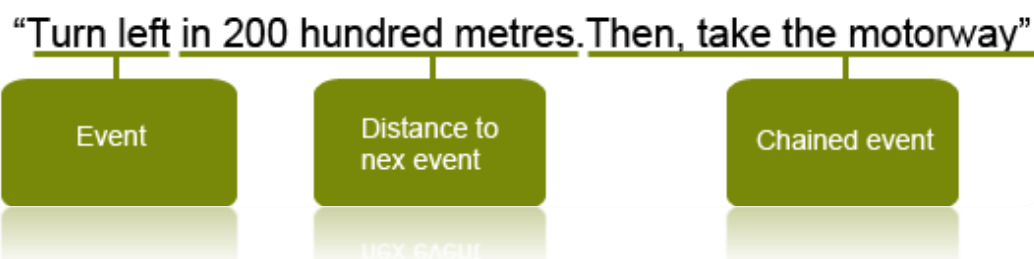 “Turn left in 200 hundred metres.Then, take the motorway”
Event
Distance to
nex event
Chained event